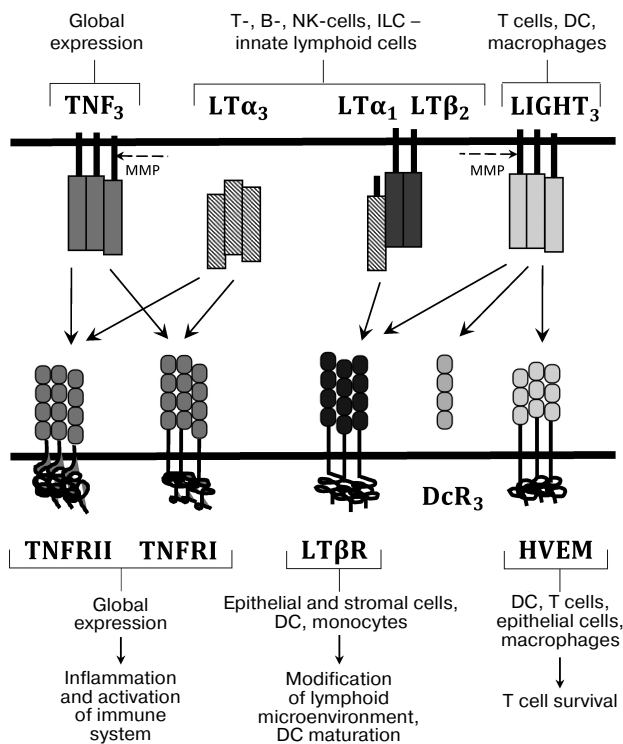 Global
expression
T-, B-, NK-cells, ILC –
innate lymphoid cells
T cells, DC,
macrophages
TNF₃
LTα₃
LTα₁ LTβ₂
LIGHT₃
MMP
MMP
DcR₃
TNFRII TNFRI
LTβR
HVEM
Global
expression
Inflammation
and activation
of immune
system
Epithelial and stromal cells,
DC, monocytes
Modification
of lymphoid
microenvironment,
DC maturation
DC, T cells,
epithelial cells,
macrophages
T cell survival